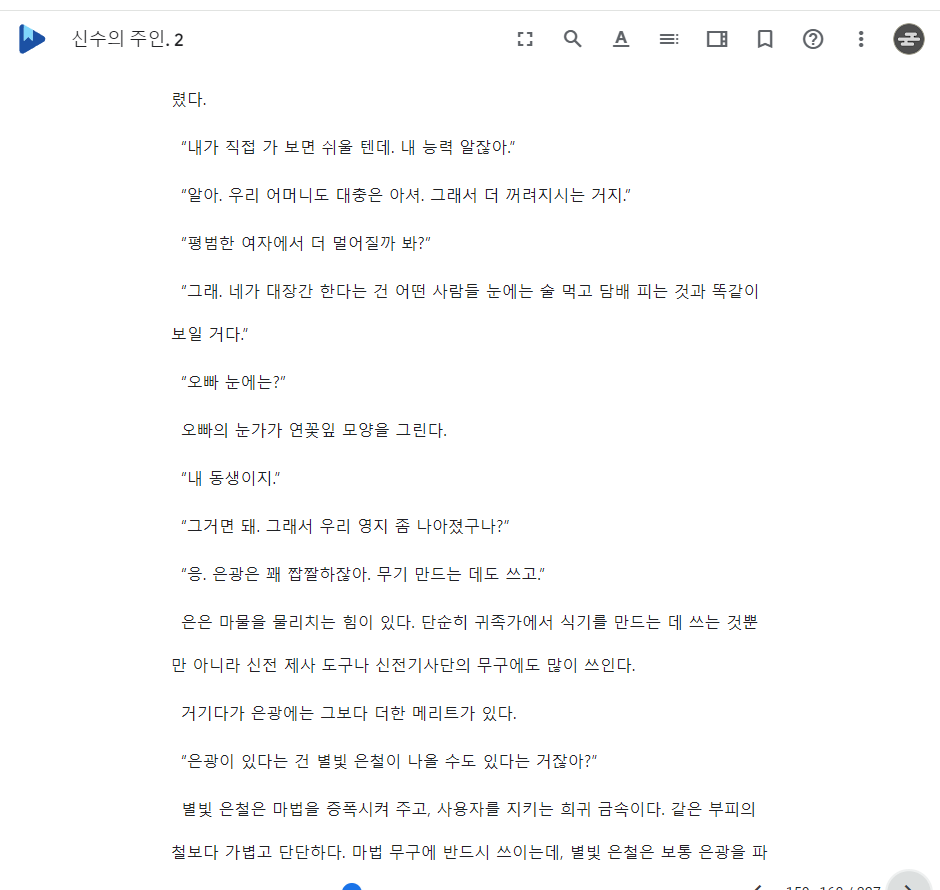 신수의 주인. 2
렸다.
“내가 직접 가 보면 쉬울 텐데. 내 능력 알잖아.”
“알아. 우리 어머니도 대충은 아셔. 그래서 더 꺼려지시는 거지.”
“평범한 여자에서 더 멀어질까 봐?”
“그래. 네가 대장간 한다는 건 어떤 사람들 눈에는 술 먹고 담배 피는 것과 똑같이
보일 거다.”
“오빠 눈에는?”
오빠의 눈가가 연꽃잎 모양을 그린다.
“내 동생이지.”
“그거면 돼. 그래서 우리 영지 좀 나아졌구나?”
“응. 은광은 꽤 짭짤하잖아. 무기 만드는 데도 쓰고.”
은은 마물을 물리치는 힘이 있다. 단순히 귀족가에서 식기를 만드는 데 쓰는 것뿐
만 아니라 신전 제사 도구나 신전기사단의 무구에도 많이 쓰인다.
거기다가 은광에는 그보다 더한 메리트가 있다.
“은광이 있다는 건 별빛 은철이 나올 수도 있다는 거잖아?”
별빛 은철은 마법을 증폭시켜 주고, 사용자를 지키는 희귀 금속이다. 같은 부피의
철보다 가볍고 단단하다. 마법 무구에 반드시 쓰이는데, 별빛 은철은 보통 은광을 파